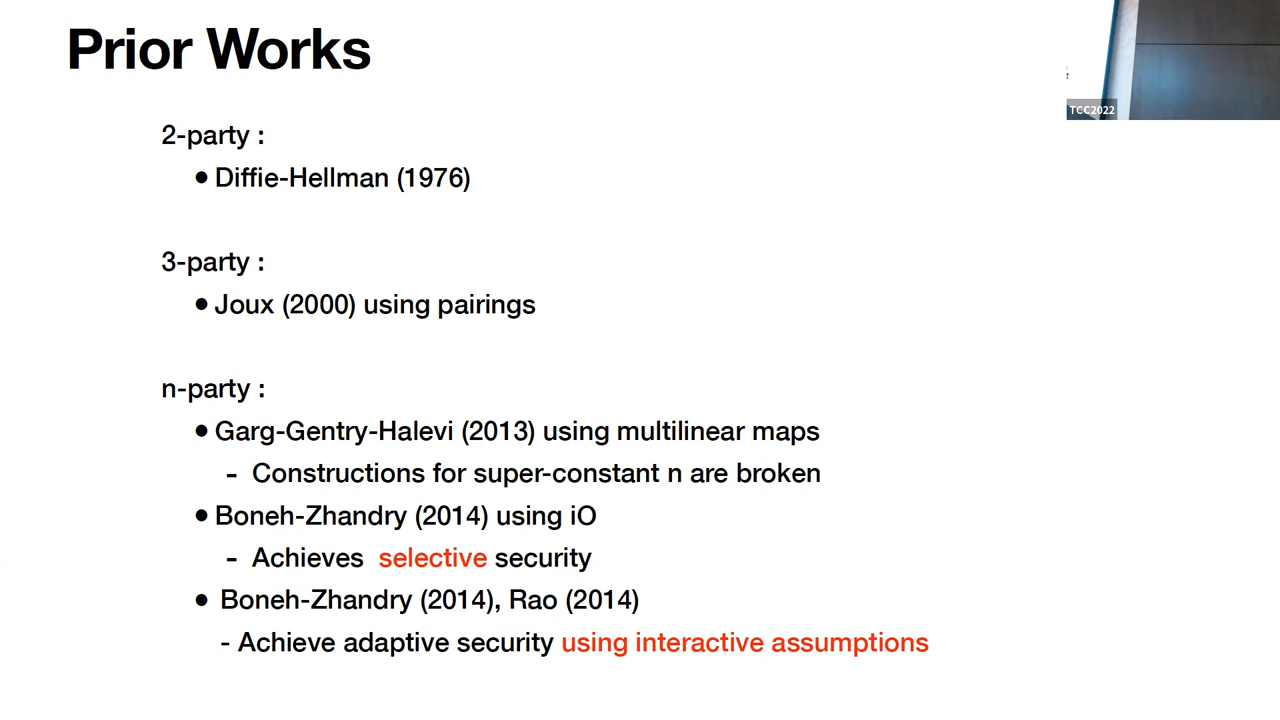 Prior Works
TCC2022
2-party :
• Diffie-Hellman (1976)
3-party :
• Joux (2000) using pairings
n-party :
• Garg-Gentry-Halevi (2013) using multilinear maps
- Constructions for super-constant n are broken
• Boneh-Zhandry (2014) using iO
- Achieves selective security
• Boneh-Zhandry (2014), Rao (2014)
- Achieve adaptive security using interactive assumptions